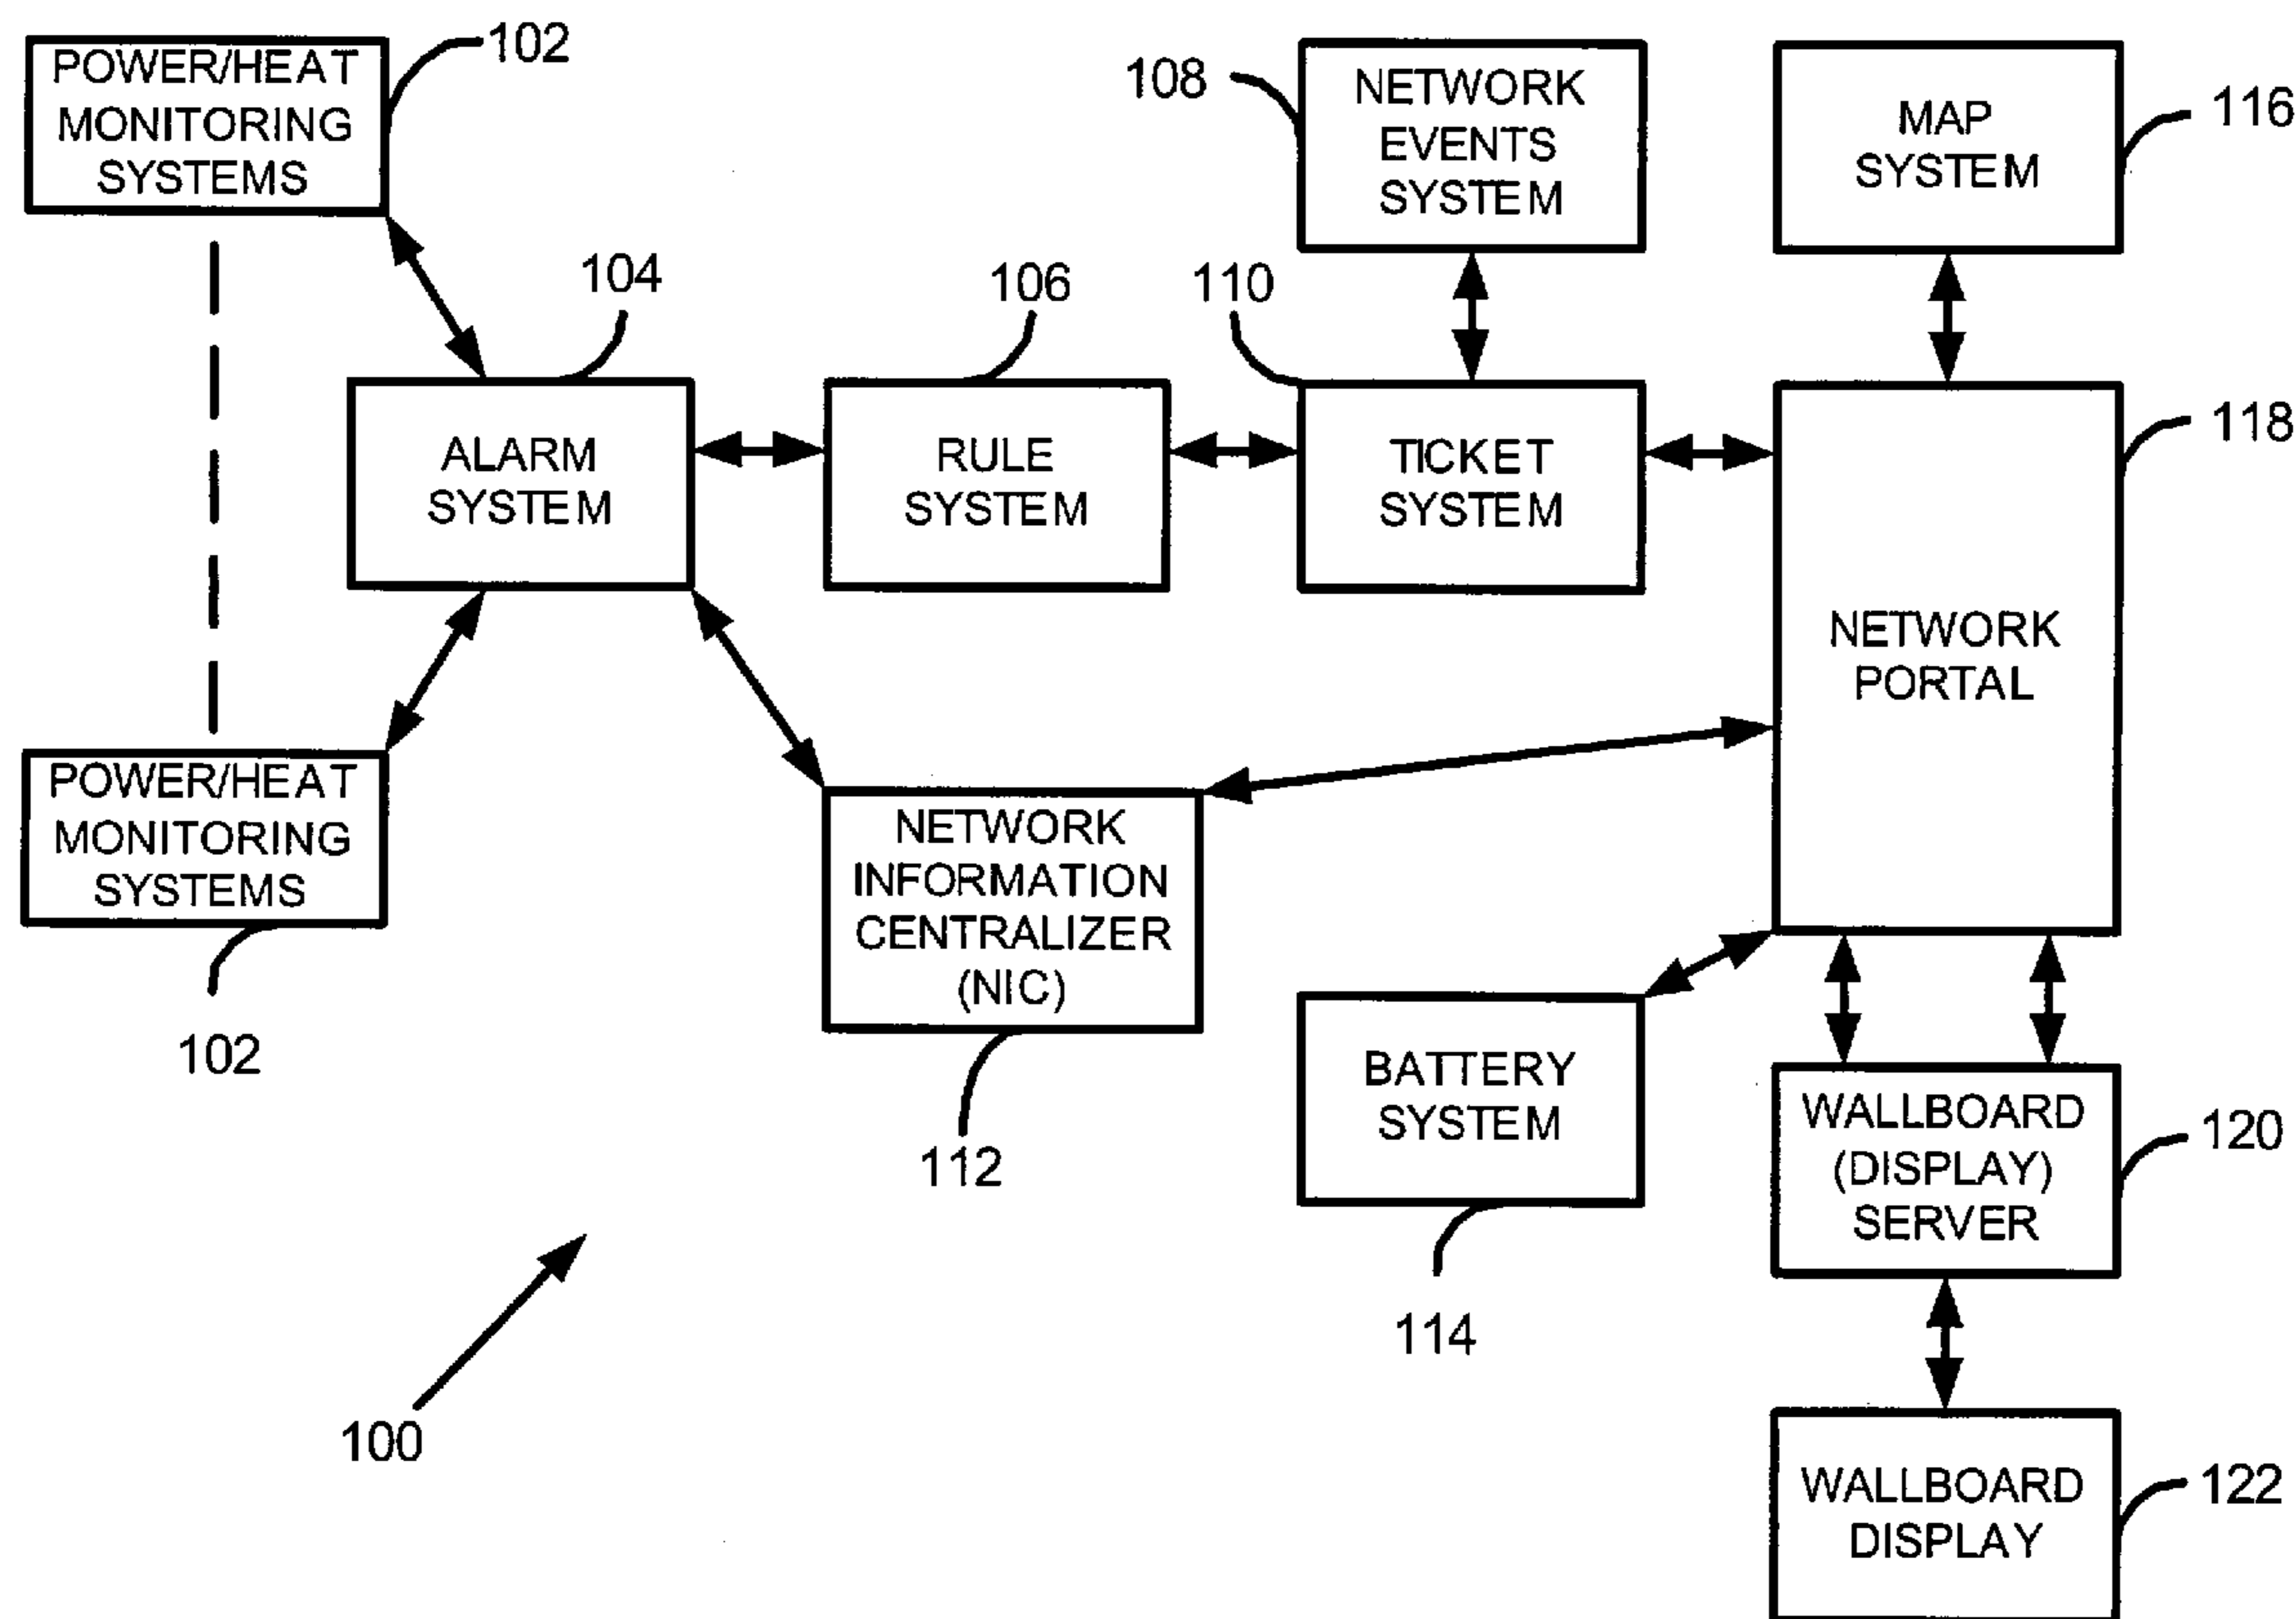 POWER/HEAT
MONITORING
SYSTEMS
102
108
NETWORK
EVENTS
SYSTEM
MAP
SYSTEM
116
104
106
110
ALARM
SYSTEM
RULE
SYSTEM
TICKET
SYSTEM
118
NETWORK
PORTAL
POWER/HEAT
MONITORING
SYSTEMS
102
NETWORK
INFORMATION
CENTRALIZER
(NIC)
112
BATTERY
SYSTEM
114
WALLBOARD
(DISPLAY)
SERVER
120
100
WALLBOARD
DISPLAY
122